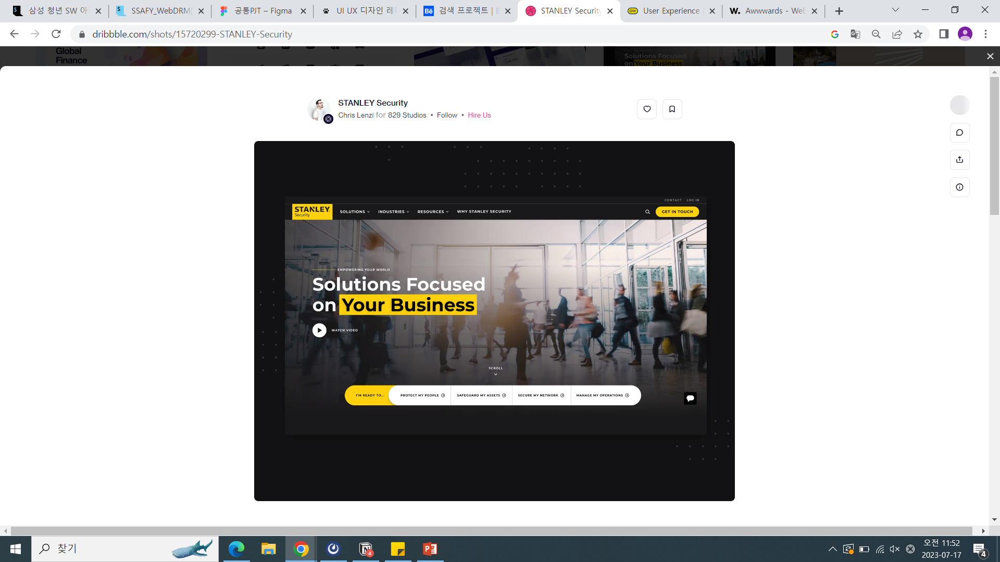 삼성 청년 SW 아
SSAFY_WebDRM
공통PJT – Figma
UI UX 디자인 레
검색 프로젝트 | B
STANLEY Security
User Experience
Awwwards - Web
dribbble.com/shots/15720299-STANLEY-Security
Global
Finance
Solutions Focused
on Your Business
STANLEY Security
Chris Lenzi for 829 Studios • Follow • Hire Us
CONTACT LOG IN
STANLEY
Security
SOLUTIONS INDUSTRIES RESOURCES WHY STANLEY SECURITY
GET IN TOUCH
EMPOWERING YOUR WORLD
Solutions Focused
on Your Business
WATCH VIDEO
SCROLL
I'M READY TO... PROTECT MY PEOPLE SAFEGUARD MY ASSETS SECURE MY NETWORK MANAGE MY OPERATIONS
찾기
4
오전 11:52
2023-07-17
4